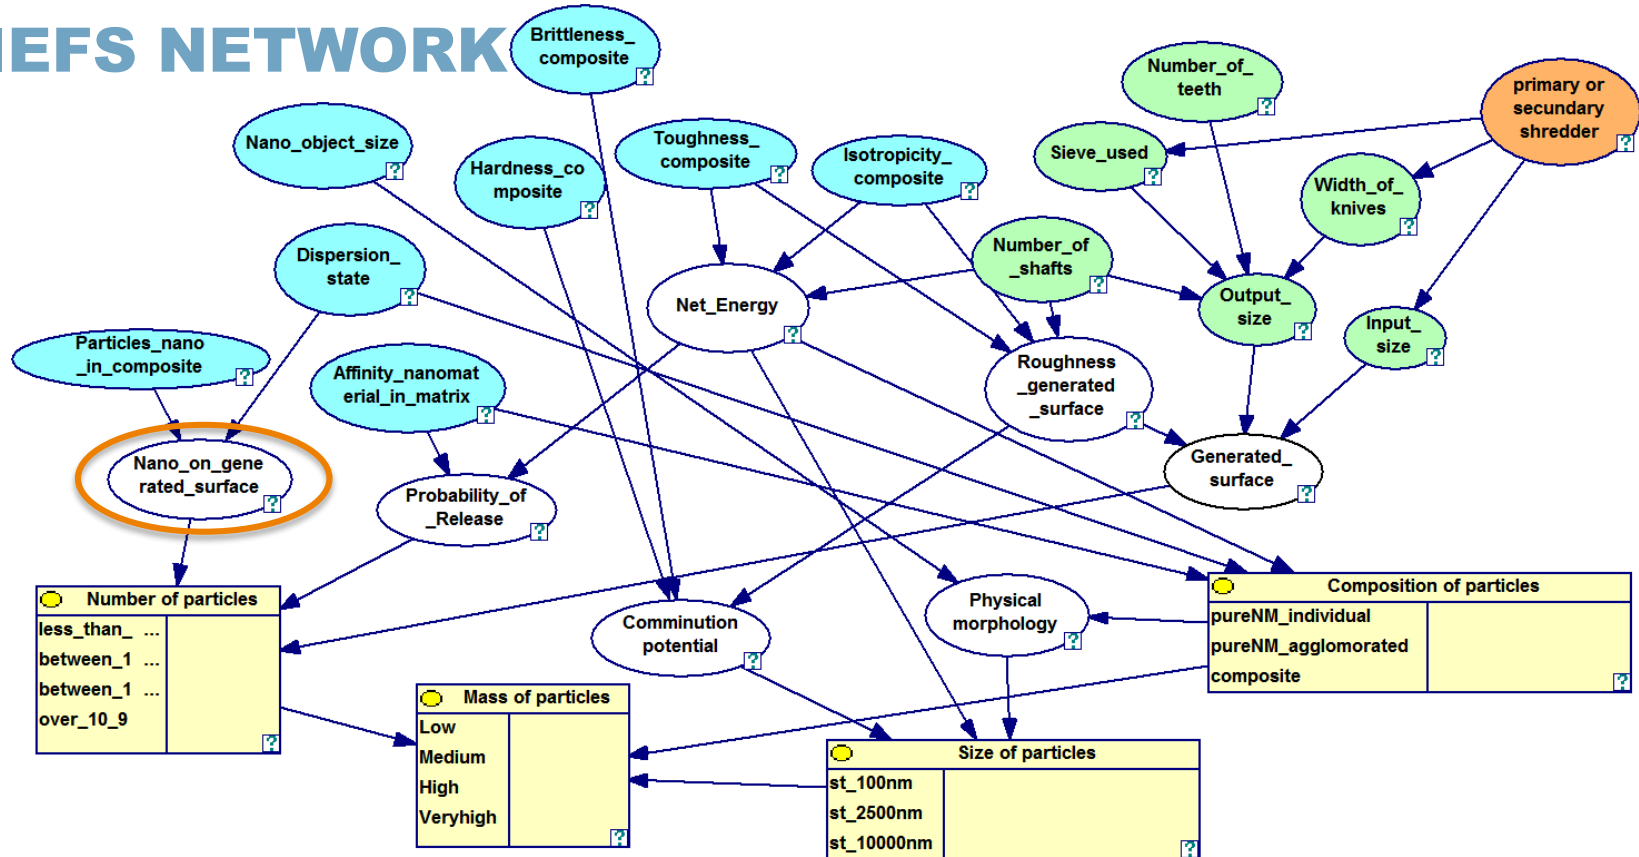 IEFS NETWORK
Brittleness_
composite
Number_of_
teeth
primary or
secundary
shredder
?
?
?
Nano_object_size
?
Toughness_
composite
?
Isotropicity_
composite
?
Sieve_used
?
Hardness_co
mposite
?
Width_of_
knives
?
Dispersion_
state
?
Number_of
_shafts
?
Net_Energy
?
Output_
size
?
Input_
size
?
Particles_nano
_in_composite
?
Affinity_nanomat
erial_in_matrix
?
Roughness
_generated
_surface
?
Nano_on_gene
rated_surface
?
Probability_of
_Release
?
Generated_
surface
?
Number of particles
less_than_ ...
between_1 ...
between_1 ...
over_10_9
?
Comminution
potential
?
Physical
morphology
?
Composition of particles
pureNM_individual
pureNM_agglomorated
composite
?
Mass of particles
Low
Medium
High
Veryhigh
?
Size of particles
st_100nm
st_2500nm
st_10000nm
?